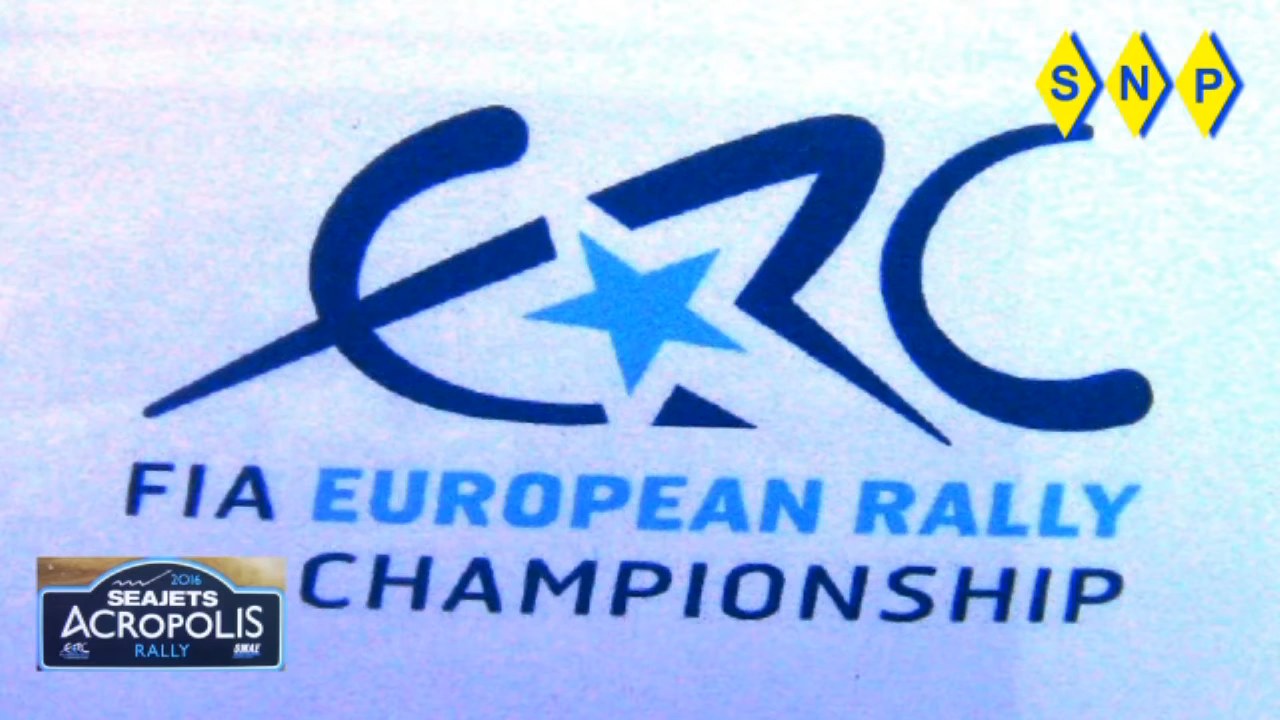 S N P
ERC
FIA EUROPEAN RALLY
CHAMPIONSHIP
2016
SEAJETS
ACROPOLIS
RALLY
ERC